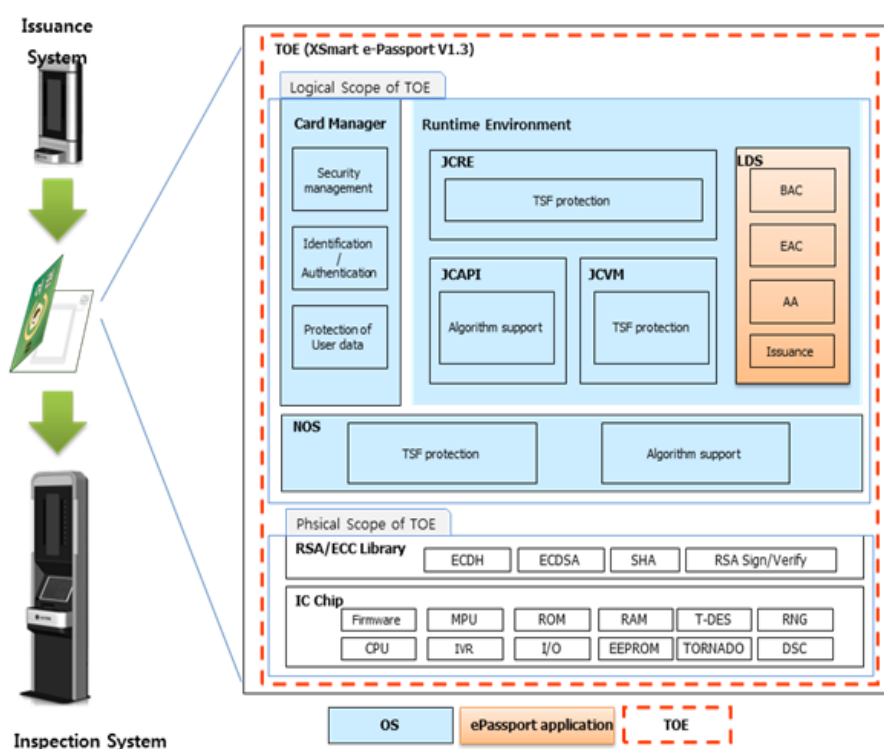 Issuance
System
TOE (XSmart e-Passport V1.3)
Logical Scope of TOE
Card Manager
Security
management
Identification
/
Authentication
Protection of
User data
Runtime Environment
JCRE
TSF protection
JCAPI
Algorithm support
JCVM
TSF protection
LDS
BAC
EAC
AA
Issuance
NOS
TSF protection
Algorithm support
Phsical Scope of TOE
RSA/ECC Library
ECDH
ECDSA
SHA
RSA Sign/Verify
IC Chip
Firmware
MPU
ROM
RAM
T-DES
RNG
CPU
IVR
I/O
EEPROM
TORNADO
DSC
Inspection System
OS
ePassport application
TOE